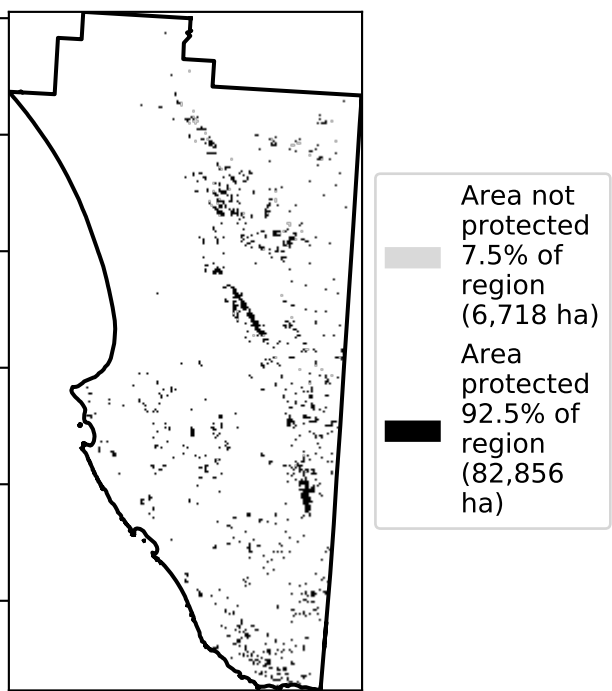 Area not
protected
7.5% of
region
(6,718 ha)
Area
protected
92.5% of
region
(82,856
ha)